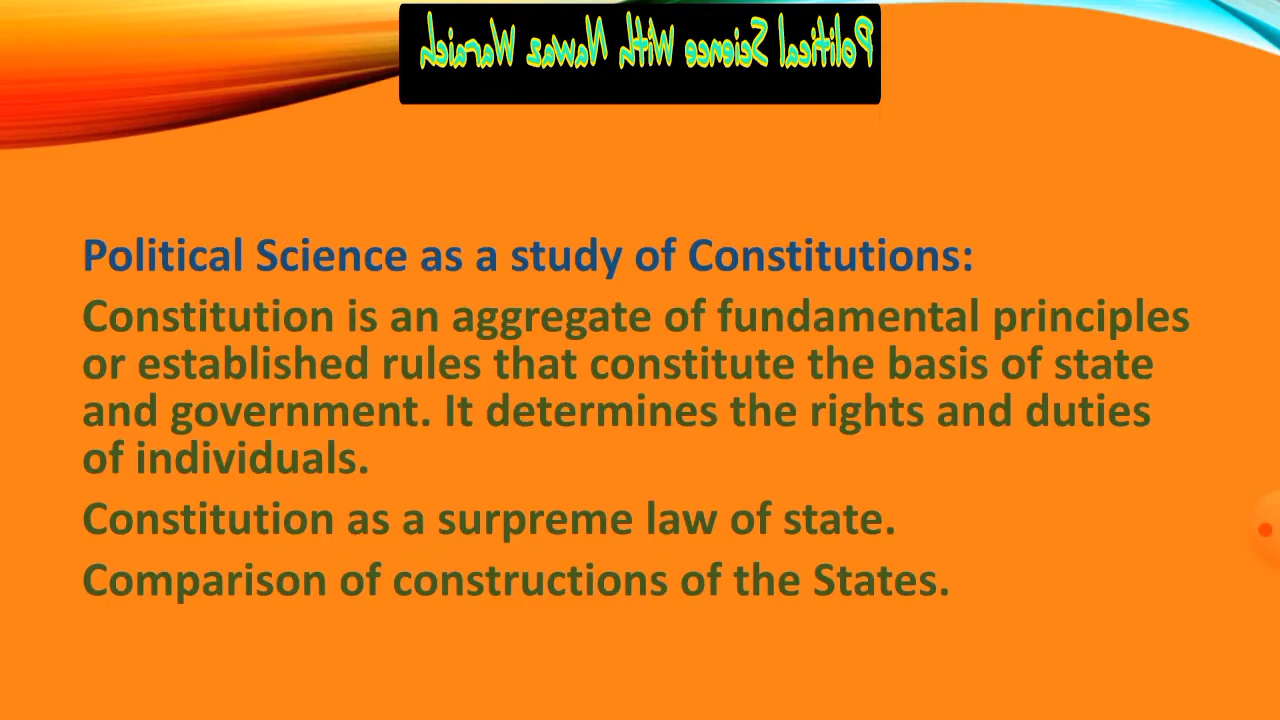 Political Science With Nawaz Waraich
Political Science as a study of Constitutions:
Constitution is an aggregate of fundamental principles
or established rules that constitute the basis of state
and government. It determines the rights and duties
of individuals.
Constitution as a surpreme law of state.
Comparison of constructions of the States.